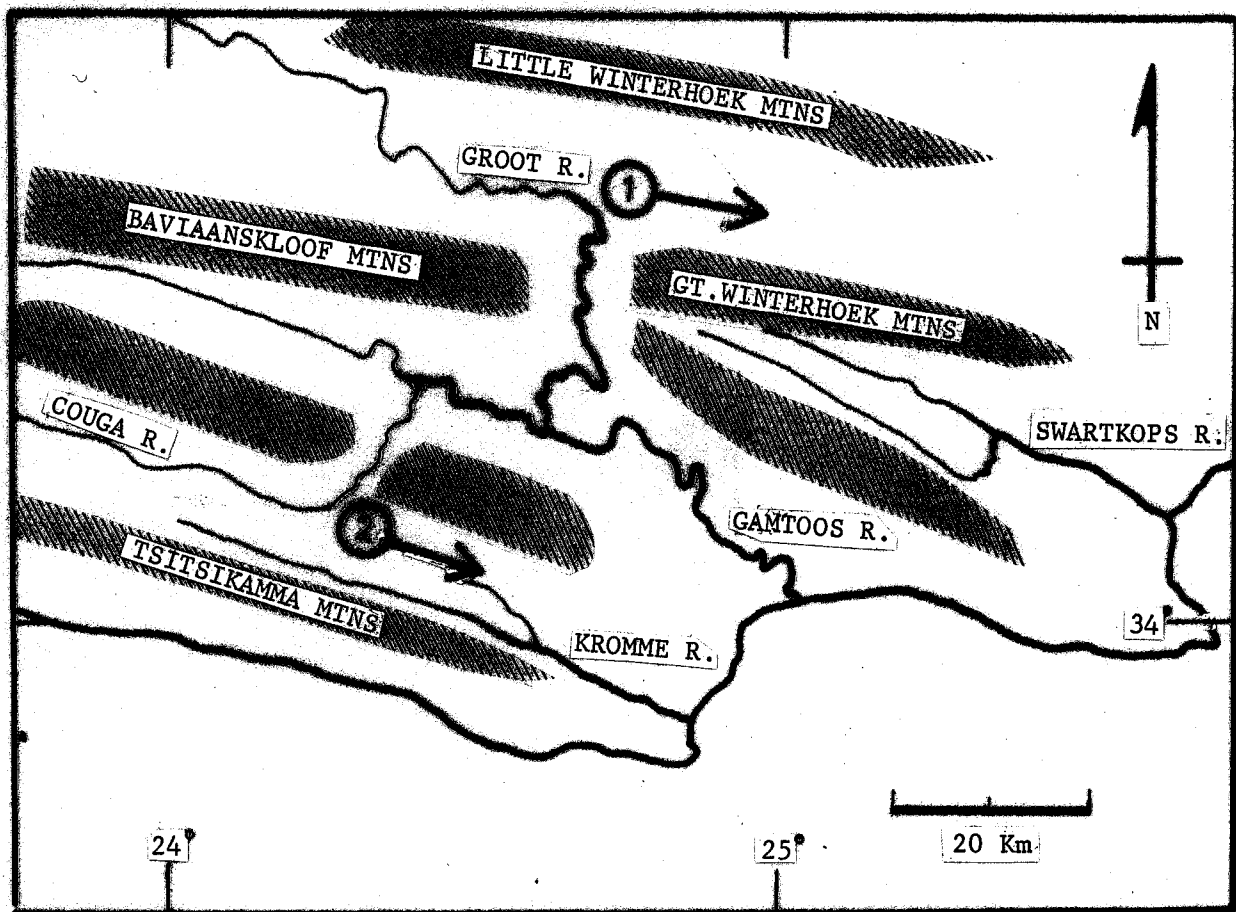 LITTLE WINTERHOEK MTNS
GROOT R.
1
BAVIAANSKLOOF MTNS
GT.WINTERHOEK MTNS
N
COUGA R.
SWARTKOPS R.
2
GAMTOOS R.
TSITSIKAMMA MTNS
34°
KROMME R.
24°
25°
20 Km